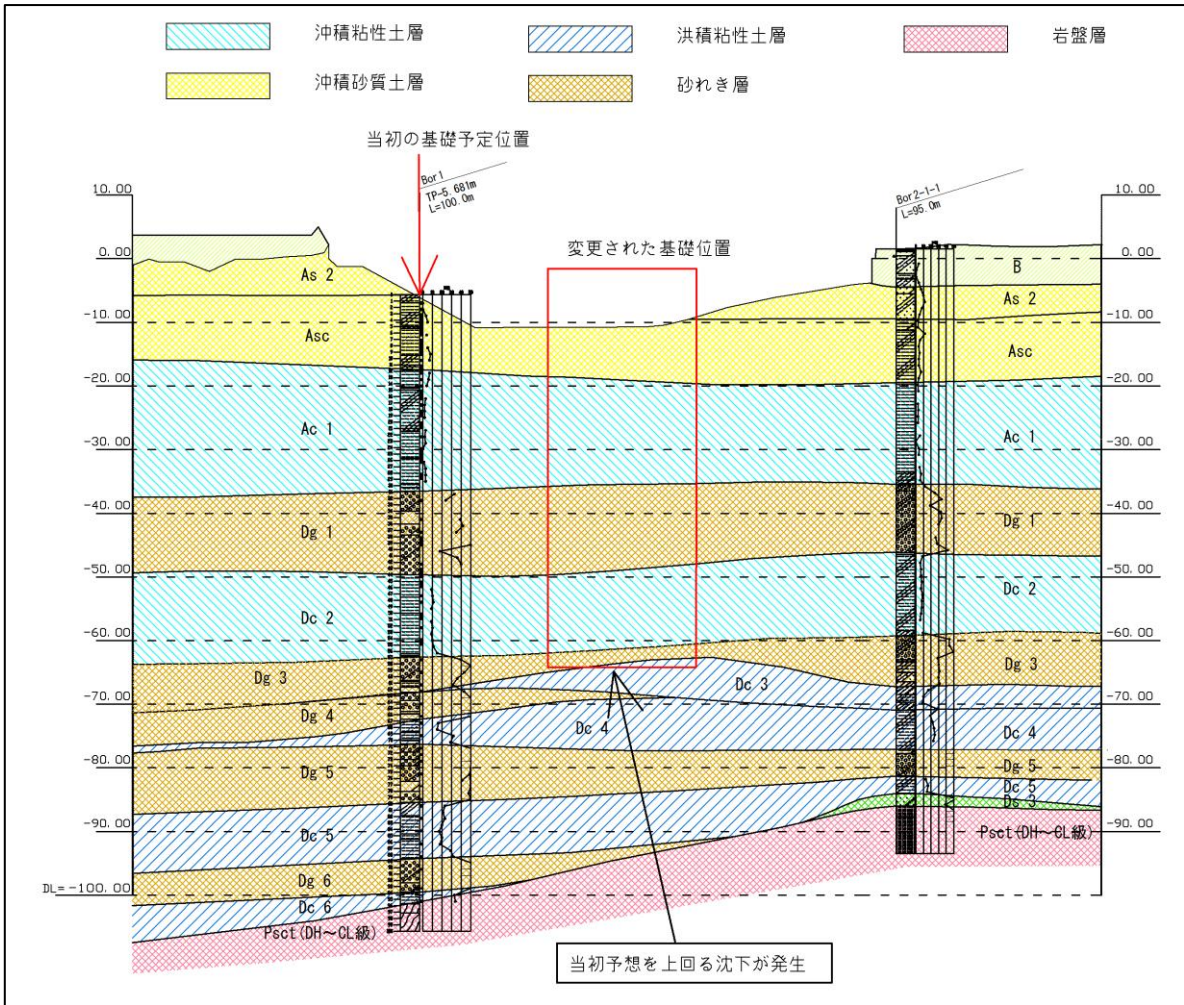 沖積粘性土層
洪積粘性土層
岩盤層
沖積砂質土層
砂れき層
当初の基礎予定位置
Bor1
TP-5.681m
L=100.0m
Bor2-1-1
L=95.0m
変更された基礎位置
10.00
10.00
0.00
0.00
As 2
B
As 2
-10.00
-10.00
Asc
Asc
-20.00
-20.00
Ac 1
Ac 1
-30.00
-30.00
-40.00
-40.00
Dg 1
Dg 1
-50.00
-50.00
Dc 2
Dc 2
-60.00
-60.00
Dg 3
Dg 3
Dc 3
-70.00
-70.00
Dg 4
Dc 4
Dc 4
-80.00
-80.00
Dg 5
Dg 5
Dc 5
Ds 3
Dc 5
-90.00
-90.00
Psct(DH～CL級)
Dg 6
DL= -100.00
Dc 6
Psct(DH～CL級)
当初予想を上回る沈下が発生